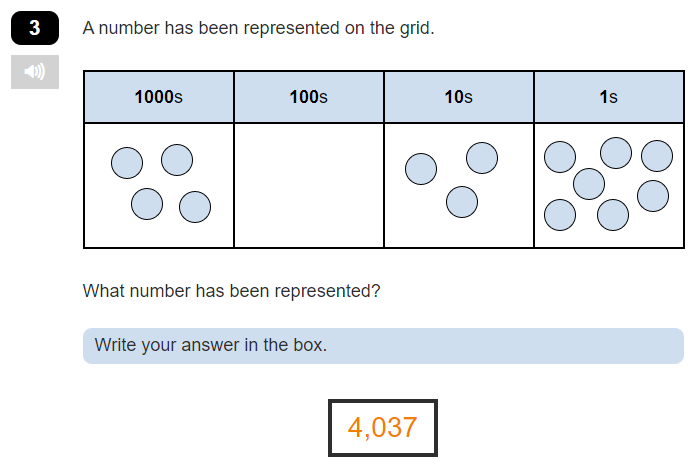 3 A number has been represented on the grid.
1000s 100s 10s 1s
What number has been represented?
Write your answer in the box.
4,037